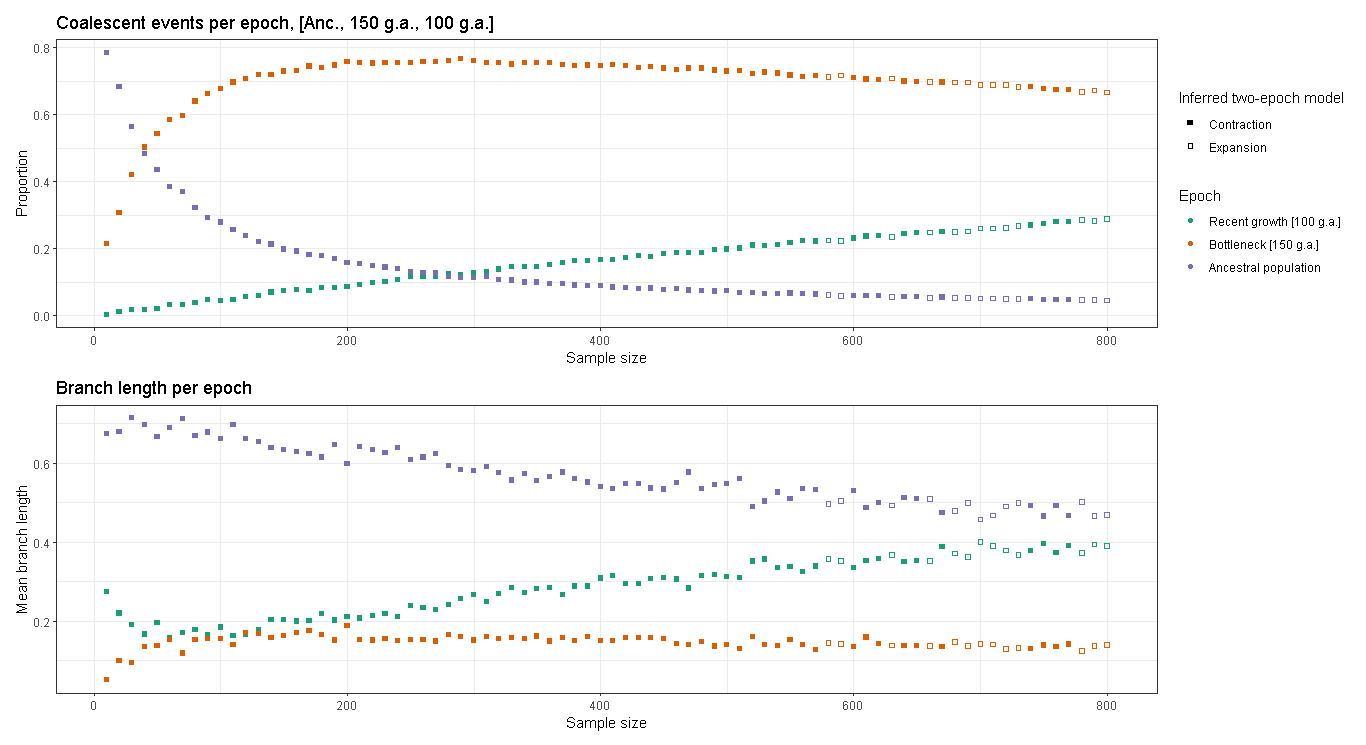 Coalescent events per epoch, [Anc., 150 g.a., 100 g.a.]
0.8
0.6
0.4
0.2
0.0
Proportion
0 200 400 600 800
Sample size
Inferred two-epoch model
Contraction
Expansion
Epoch
Recent growth [100 g.a.]
Bottleneck [150 g.a.]
Ancestral population
Branch length per epoch
0.6
0.4
0.2
Mean branch length
0 200 400 600 800
Sample size